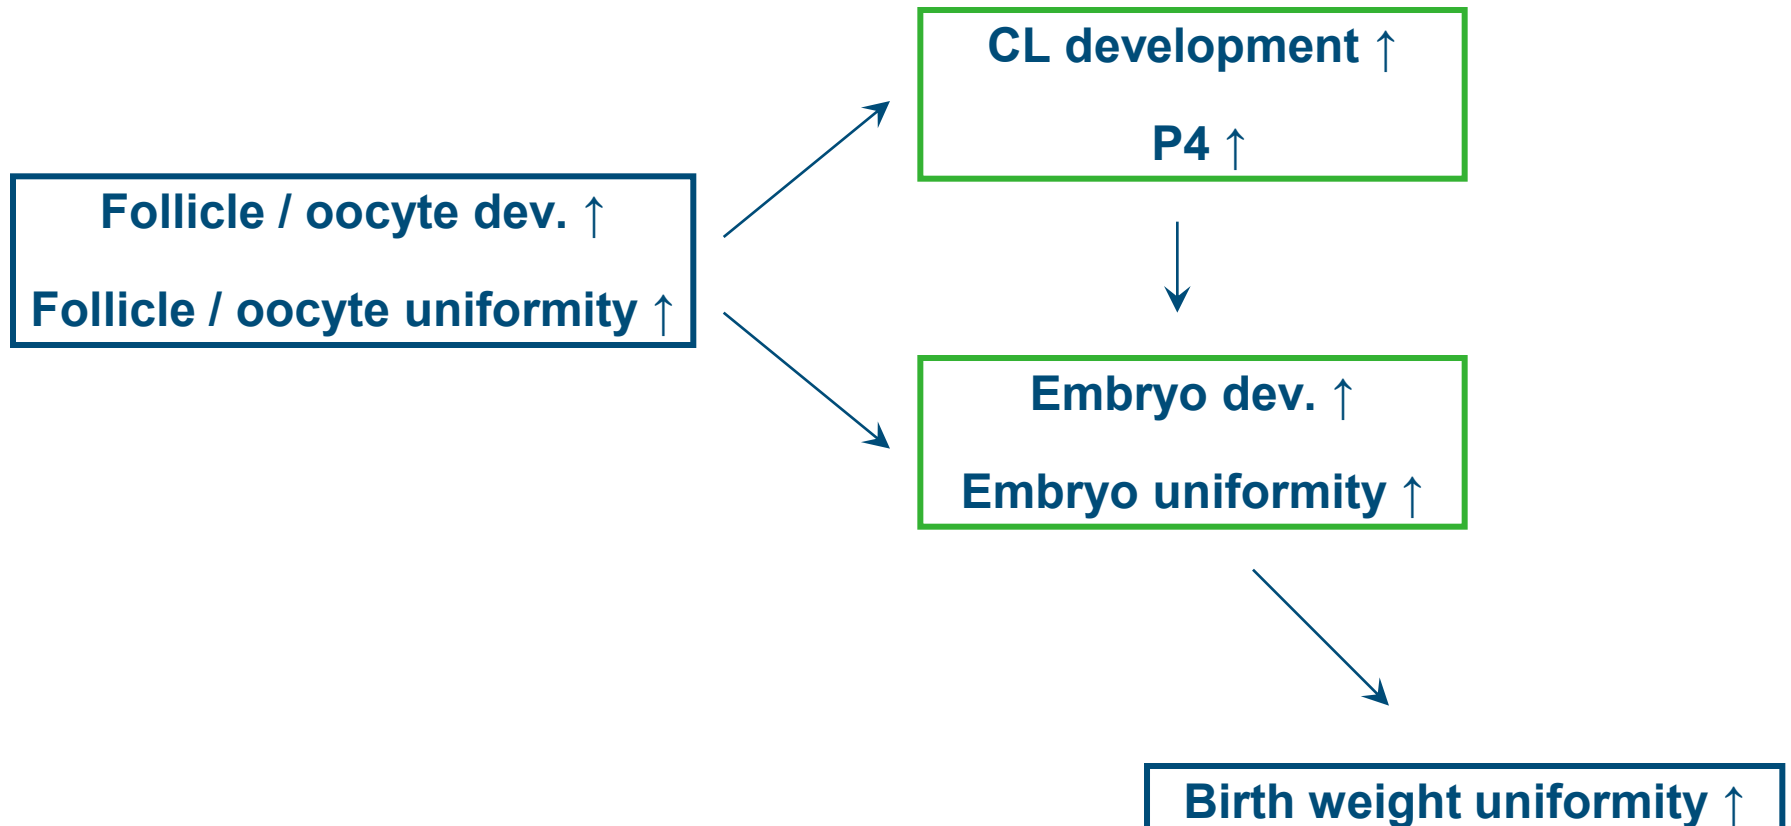 CL development ↑
P4 ↑
Follicle / oocyte dev. ↑
Follicle / oocyte uniformity ↑
Embryo dev. ↑
Embryo uniformity ↑
Birth weight uniformity ↑